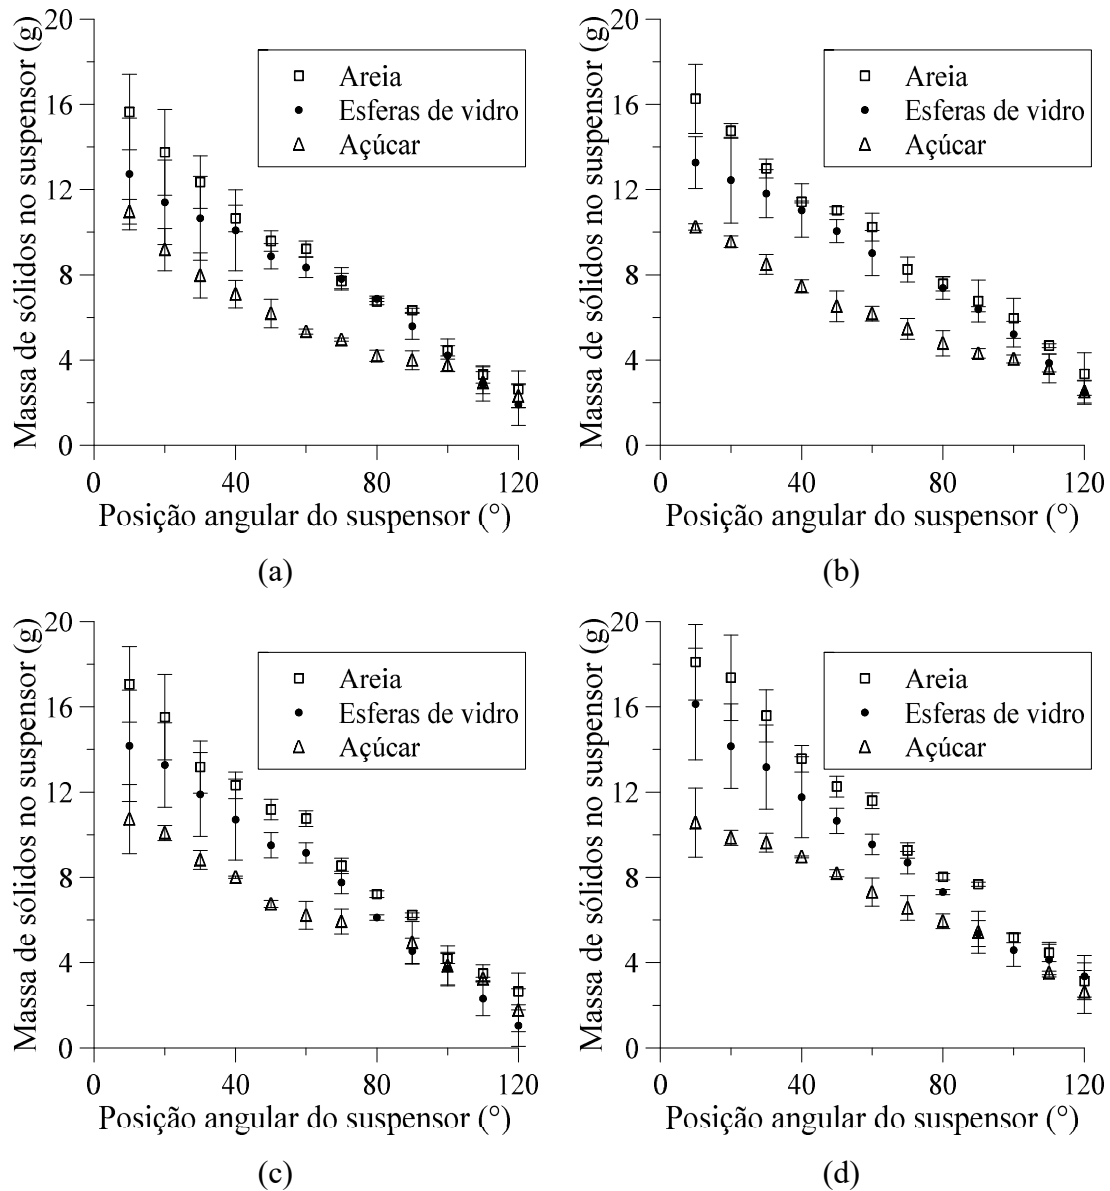 Massa de sólidos no suspensor (g)
20
16
12
8
4
0
Areia
Esferas de vidro
Açúcar
0 40 80 120
Posição angular do suspensor (°)
(a)
Massa de sólidos no suspensor (g)
20
16
12
8
4
0
Areia
Esferas de vidro
Açúcar
0 40 80 120
Posição angular do suspensor (°)
(b)
Massa de sólidos no suspensor (g)
20
16
12
8
4
0
Areia
Esferas de vidro
Açúcar
0 40 80 120
Posição angular do suspensor (°)
(c)
Massa de sólidos no suspensor (g)
20
16
12
8
4
0
Areia
Esferas de vidro
Açúcar
0 40 80 120
Posição angular do suspensor (°)
(d)